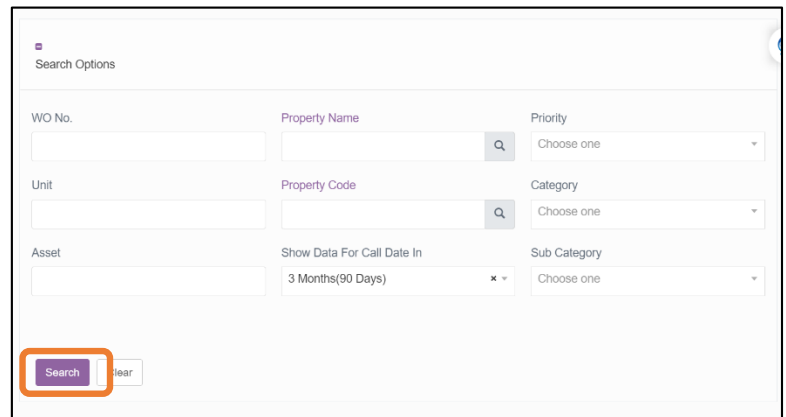 Search Options
WO No. Property Name Priority
Choose one
Unit Property Code Category
Choose one
Asset Show Data For Call Date In Sub Category
3 Months(90 Days) × Choose one
Search Clear